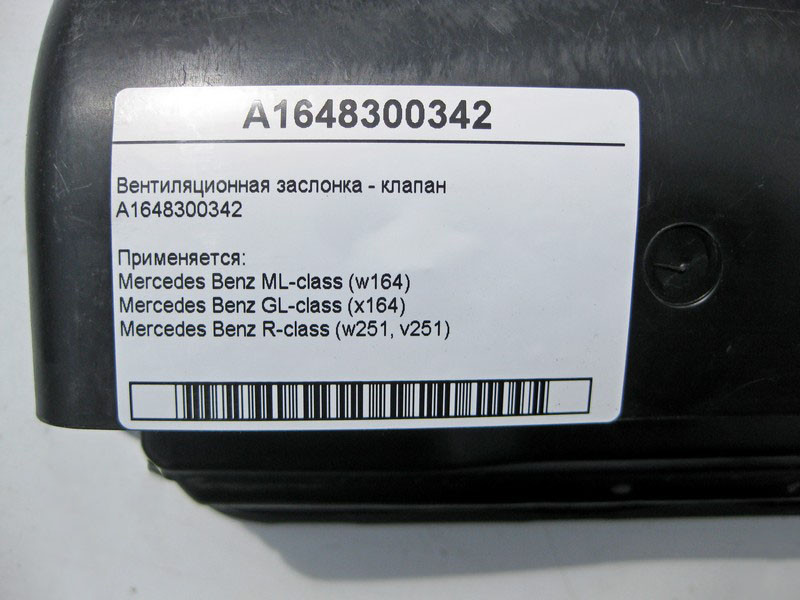 A1648300342
Вентиляционная заслонка - клапан
A1648300342
Применяется:
Mercedes Benz ML-class (w164)
Mercedes Benz GL-class (x164)
Mercedes Benz R-class (w251, v251)